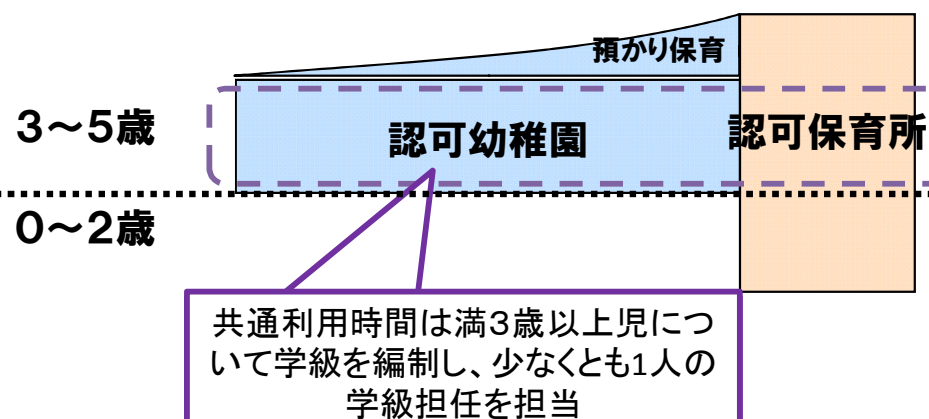 預かり保育
3～5歳
認可幼稚園
認可保育所
0～2歳
共通利用時間は満3歳以上児につ
いて学級を編制し、少なくとも1人の
学級担任を担当